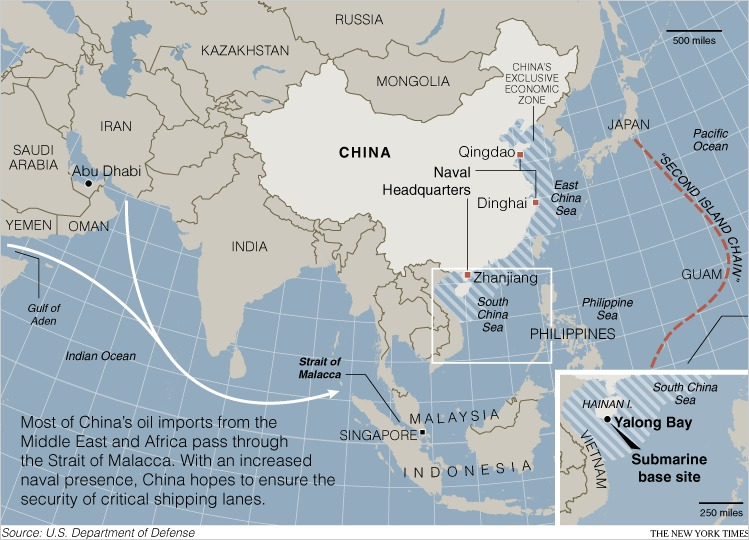 RUSSIA
500 miles
KAZAKHSTAN
MONGOLIA
CHINA'S
EXCLUSIVE
ECONOMIC
ZONE
IRAN
JAPAN
Pacific
Ocean
SAUDI
ARABIA
CHINA
Qingdao
Abu Dhabi
Naval
Headquarters
"SECOND ISLAND CHAIN"
East
China
Sea
Dinghai
YEMEN
OMAN
INDIA
Zhanjiang
GUAM
Gulf of
Aden
South
China
Sea
Philippine
Sea
PHILIPPINES
Indian Ocean
Strait of
Malacca
South China
Sea
HAINAN I.
Yalong Bay
MALAYSIA
SINGAPORE
VIETNAM
Submarine
base site
INDONESIA
250 miles
Most of China's oil imports from the
Middle East and Africa pass through
the Strait of Malacca. With an increased
naval presence, China hopes to ensure the
security of critical shipping lanes.
Source: U.S. Department of Defense
THE NEW YORK TIMES